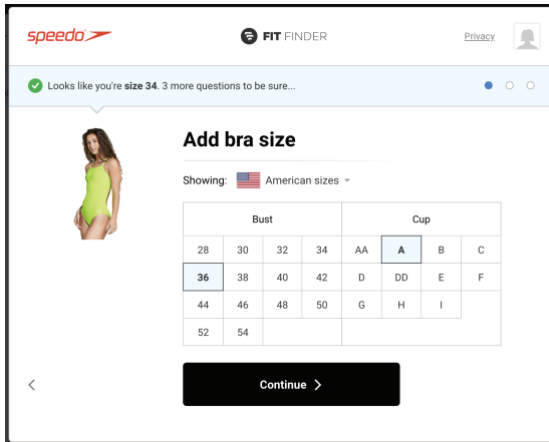 speedo
FIT FINDER
Privacy
Looks like you're size 34. 3 more questions to be sure...
Add bra size
Showing: American sizes
Bust Cup
28 30 32 34 AA A B C
36 38 40 42 D DD E F
44 46 48 50 G H I
52 54
Continue